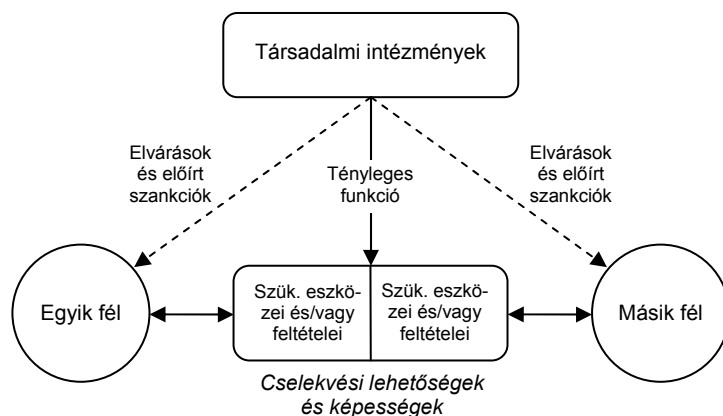 Társadalmi intézmények
Elvárások
és előírt
szankciók
Tényleges
funkció
Elvárások
és előírt
szankciók
Egyik fél
Szük. eszkö-
zei és/vagy
feltételei
Szük. eszkö-
zei és/vagy
feltételei
Másik fél
Cselekvési lehetőségek
és képességek